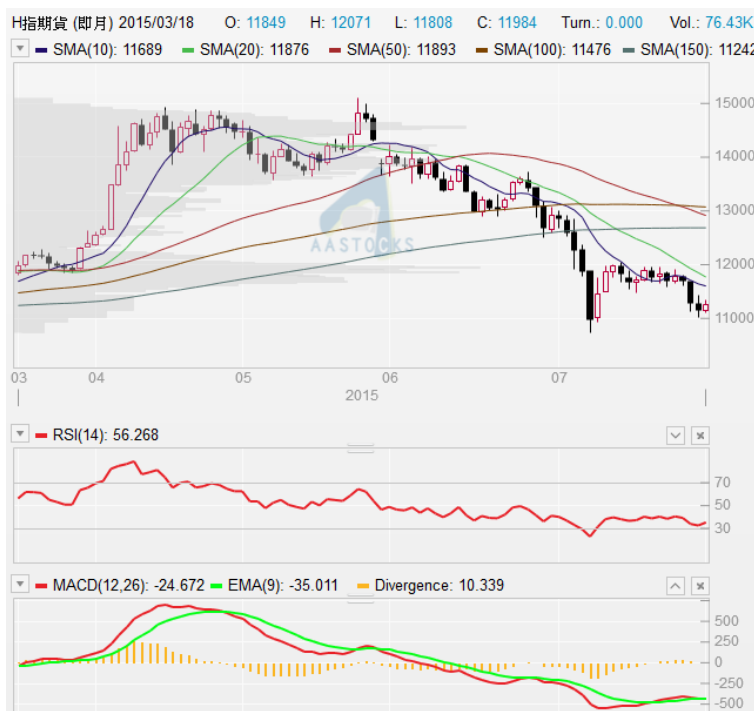 H指期貨 (即月) 2015/03/18 O: 11849 H: 12071 L: 11808 C: 11984 Turn.: 0.000 Vol.: 76.43K
SMA(10): 11689 SMA(20): 11876 SMA(50): 11893 SMA(100): 11476 SMA(150): 11242
15000
14000
13000
AASTOCKS
12000
11000
03 04 05 06 07
2015
RSI(14): 56.268
70
50
30
MACD(12,26): -24.672 EMA(9): -35.011 Divergence: 10.339
500
250
0
-250
-500